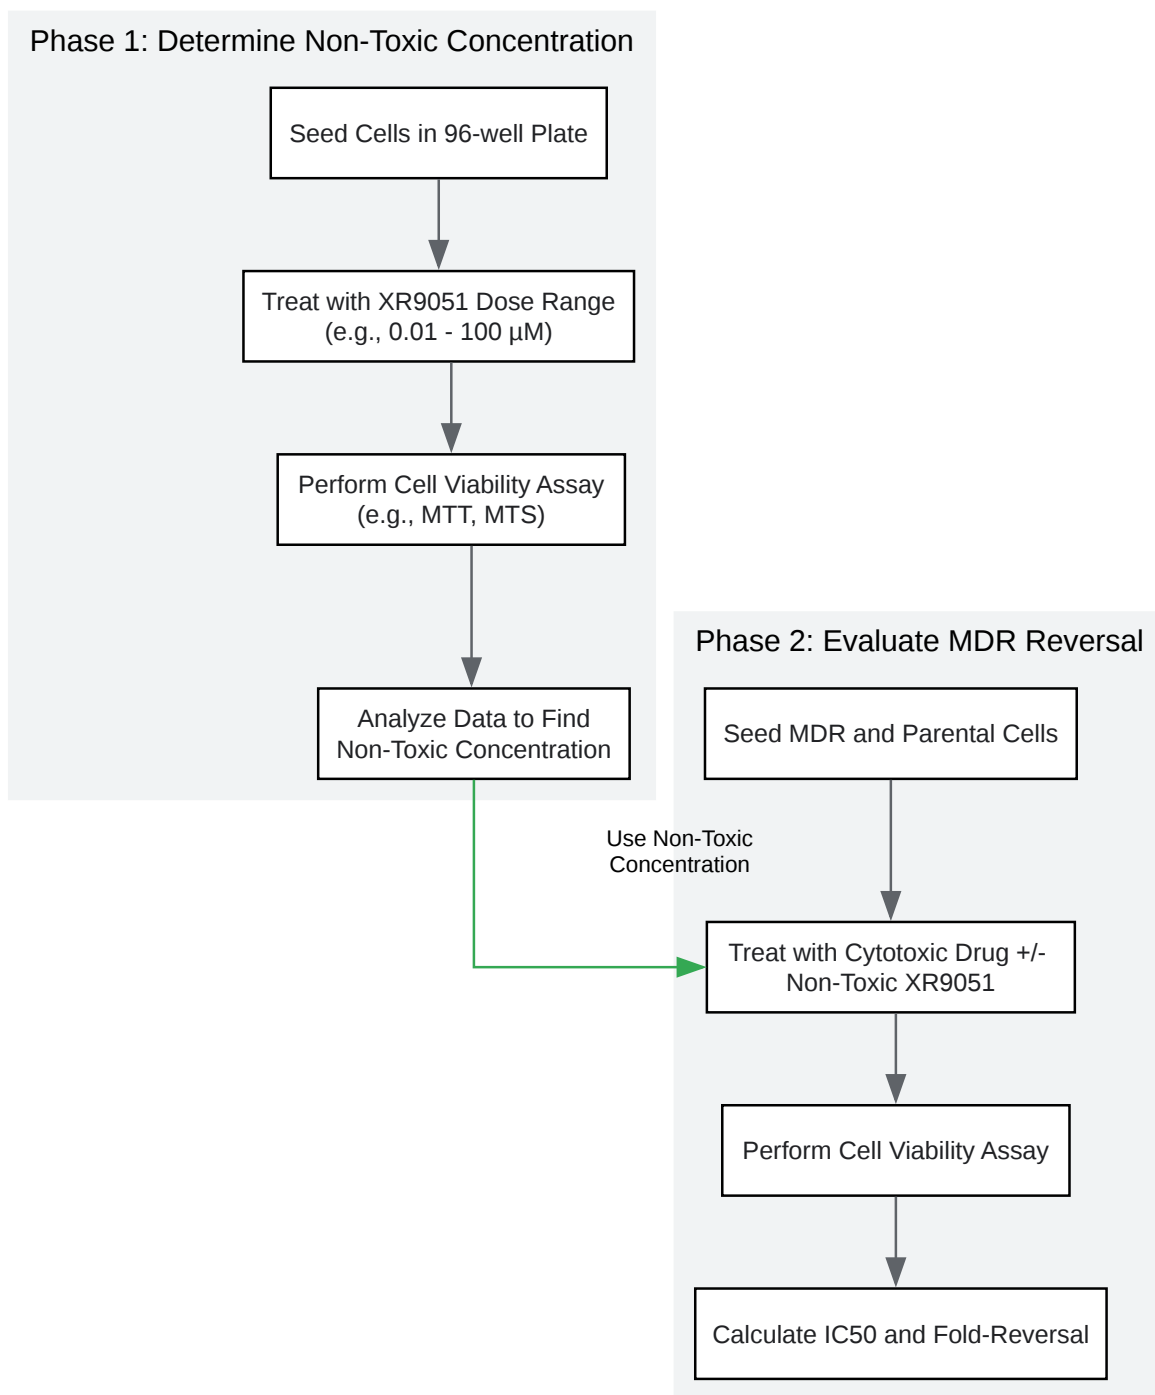 Phase 1: Determine Non-Toxic Concentration
Seed Cells in 96-well Plate
Treat with XR9051 Dose Range
(e.g., 0.01 - 100 µM)
Perform Cell Viability Assay
(e.g., MTT, MTS)
Analyze Data to Find
Non-Toxic Concentration
Use Non-Toxic
Concentration
Phase 2: Evaluate MDR Reversal
Seed MDR and Parental Cells
Treat with Cytotoxic Drug +/-
Non-Toxic XR9051
Perform Cell Viability Assay
Calculate IC50 and Fold-Reversal